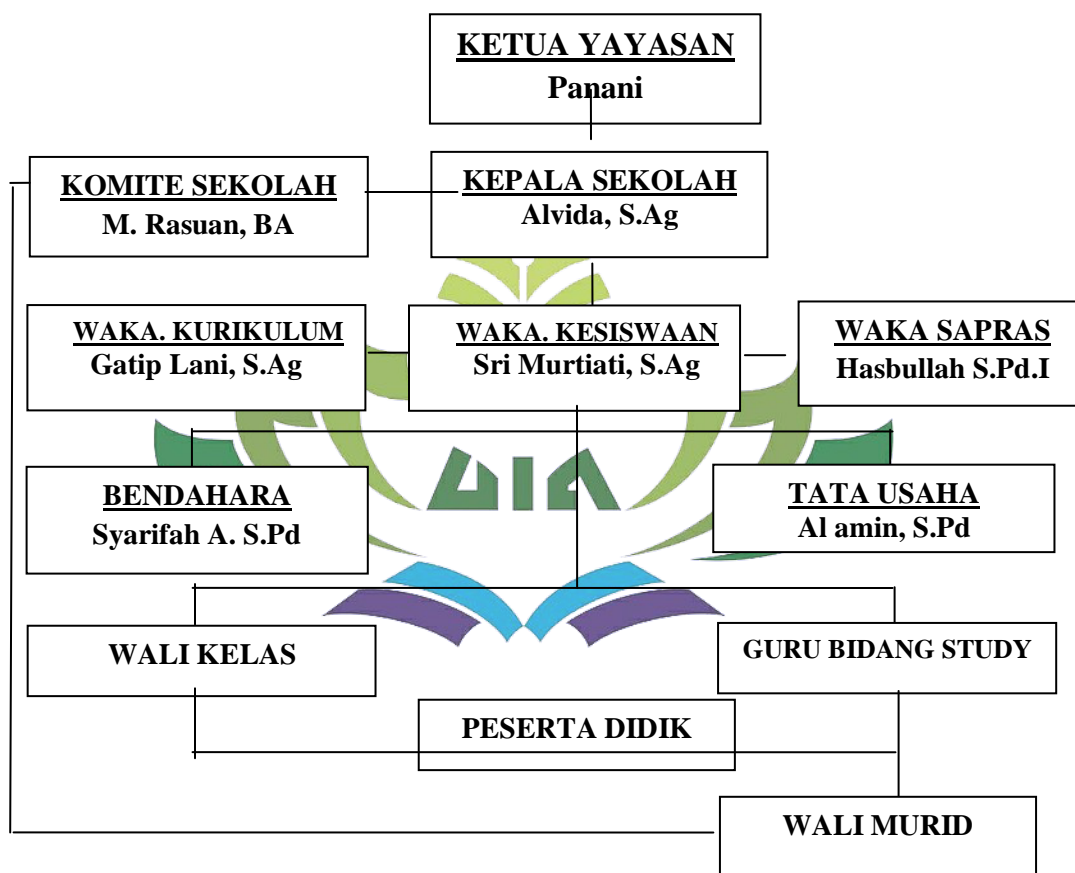 KETUA YAYASAN
Panani
KOMITE SEKOLAH
M. Rasuan, BA
KEPALA SEKOLAH
Alvida, S.Ag
WAKA. KURIKULUM
Gatip Lani, S.Ag
WAKA. KESISWAAN
Sri Murtiati, S.Ag
WAKA SAPRAS
Hasbullah S.Pd.I
BENDAHARA
Syarifah A. S.Pd
TATA USAHA
Al amin, S.Pd
WALI KELAS
GURU BIDANG STUDY
PESERTA DIDIK
WALI MURID